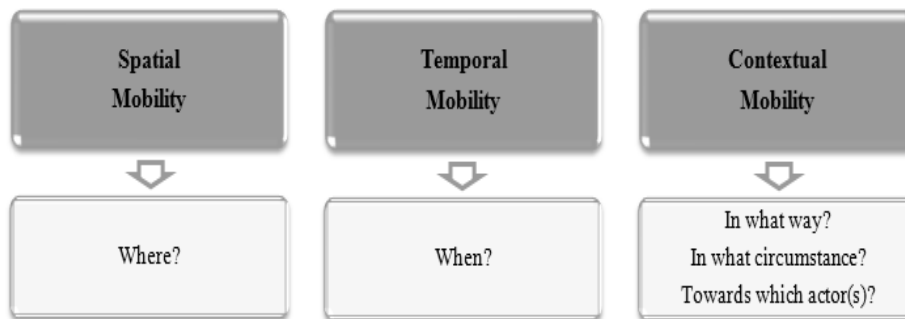 Spatial
Mobility
Temporal
Mobility
Contextual
Mobility
Where?
When?
In what way?
In what circumstance?
Towards which actor(s)?